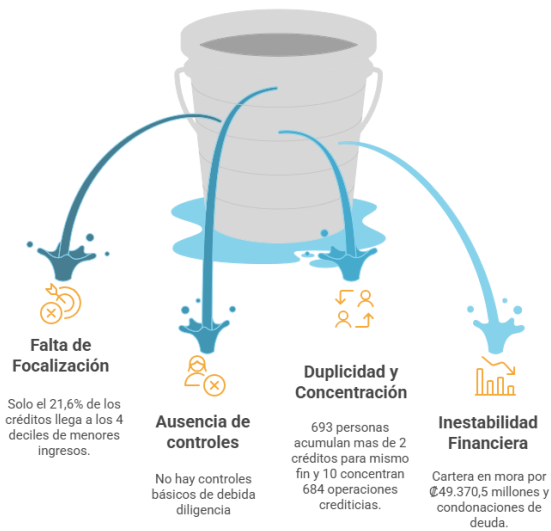 Falta de
Focalización
Solo el 21,6% de los
créditos llega a los 4
deciles de menores
ingresos.
Ausencia de
controles
No hay controles
básicos de debida
diligencia
Duplicidad y
Concentración
693 personas
acumulan mas de 2
créditos para mismo
fin y 10 concentran
684 operaciones
crediticias.
Inestabilidad
Financiera
Cartera en mora por
₡49.370,5 millones y
condonaciones de
deuda.